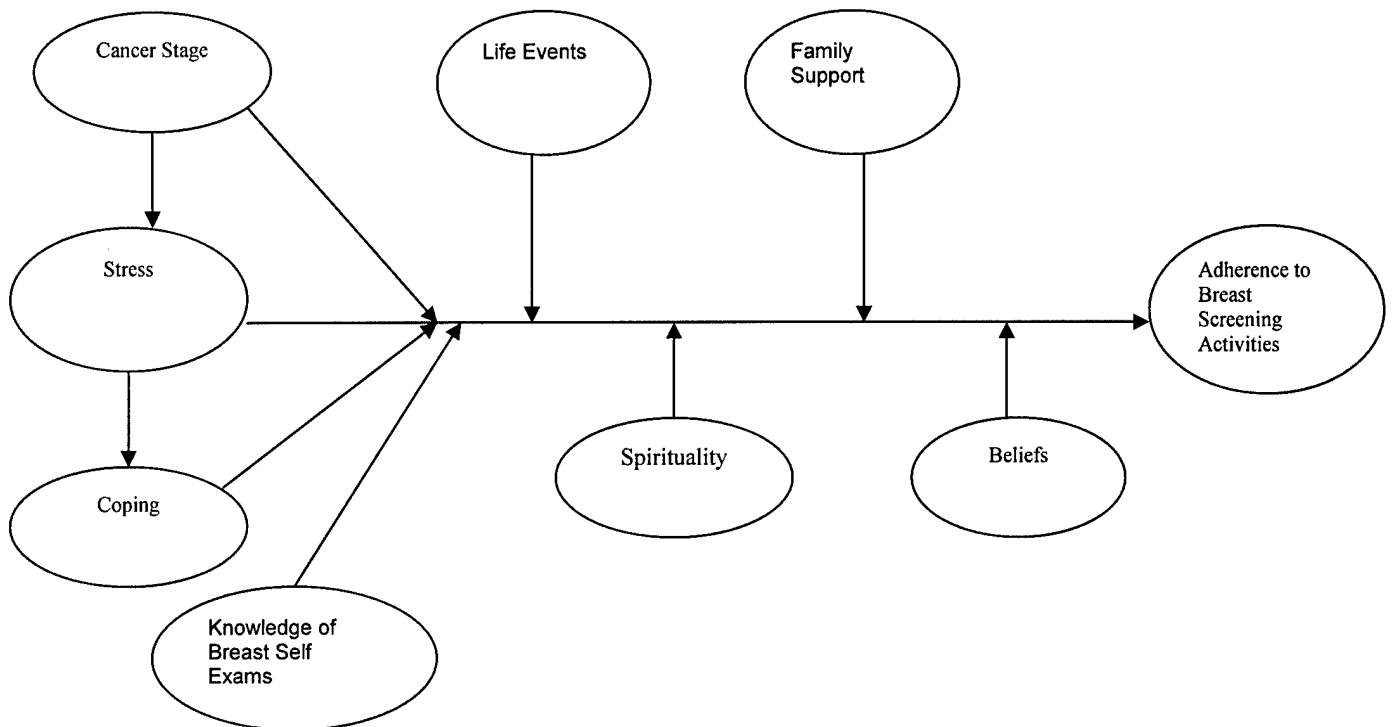 Cancer Stage
Life Events
Family
Support
Stress
Adherence to
Breast
Screening
Activities
Coping
Spirituality
Beliefs
Knowledge of
Breast Self
Exams